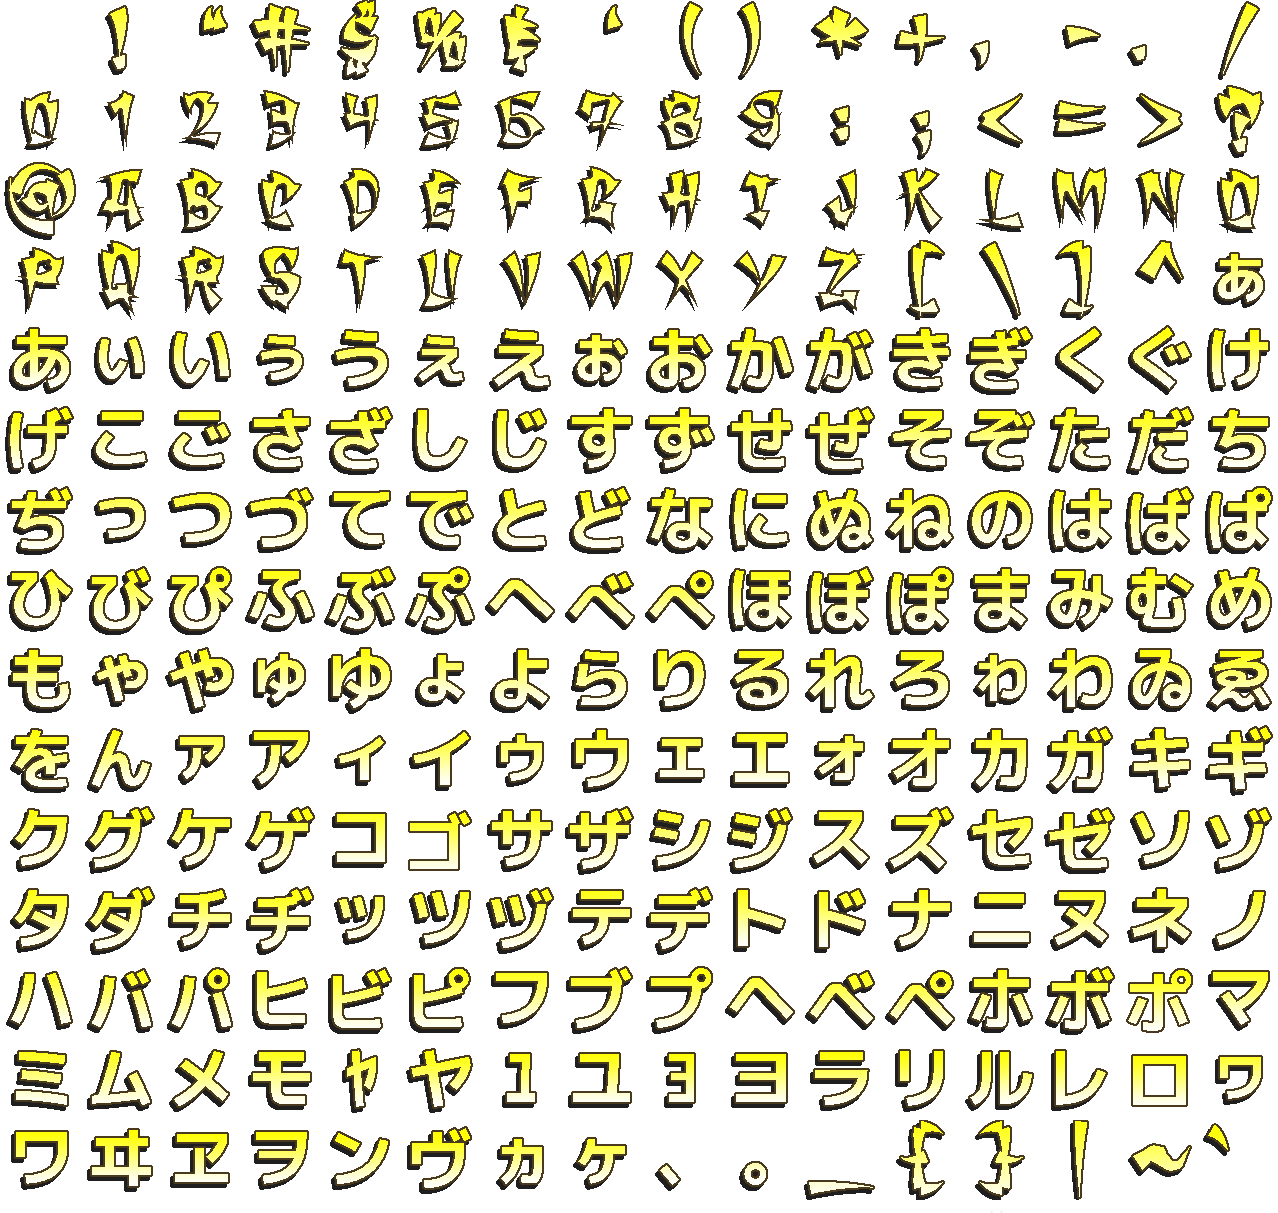 ! “ # $ % ‘ ( ) * + , - . /
0 1 2 3 4 5 6 7 8 9 : ; < = > ?
@ A B C D E F G H I J K L M N O
P Q R S T U V W X Y Z [ \ ] ^ ぁ
あ ぃ い ぅ う ぇ え ぉ お か が き ぎ く ぐ け
げ こ ご さ ざ し じ す ず せ ぜ そ ぞ た だ ち
ぢ っ つ づ て で と ど な に ぬ ね の は ば ぱ
ひ び ぴ ふ ぶ ぷ へ べ ぺ ほ ぼ ぽ ま み む め
も ゃ や ゅ ゆ ょ よ ら り る れ ろ ゎ わ ゐ ゑ
を ん ァ ア ィ イ ゥ ウ ェ エ ォ オ カ ガ キ ギ
ク グ ケ ゲ コ ゴ サ ザ シ ジ ス ズ セ ゼ ソ ゾ
タ ダ チ ヂ ッ ツ ヅ テ デ ト ド ナ ニ ヌ ネ ノ
ハ バ パ ヒ ビ ピ フ ブ プ ヘ ベ ペ ホ ボ ポ マ
ミ ム メ モ ャ ヤ ュ ユ ョ ヨ ラ リ ル レ ロ ヮ
ワ ヰ ヱ ヲ ン ヴ ヵ ヶ 、 。 _ { } | ~ `